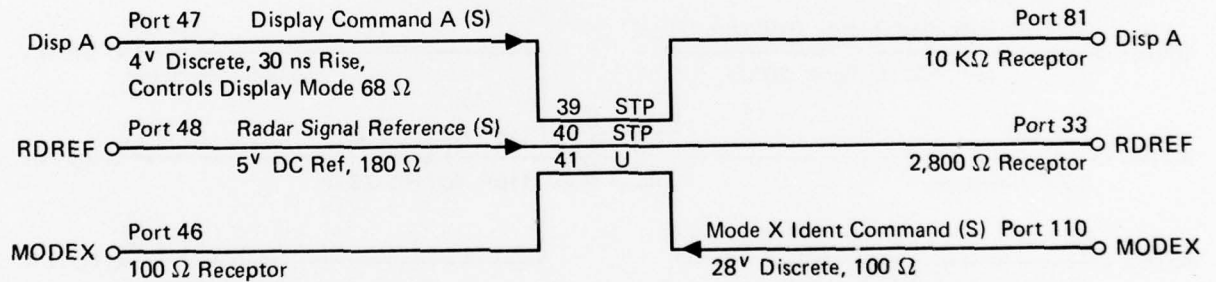 Port 47 Display Command A (S) Port 81
Disp A Disp A
4V Discrete, 30 ns Rise, 10 KΩ Receptor
Controls Display Mode 68 Ω
39 STP
Port 48 Radar Signal Reference (S) 40 STP Port 33
RDREF 41 U RDREF
5V DC Ref, 180 Ω 2,800 Ω Receptor
Port 46 Mode X Ident Command (S) Port 110
MODEX MODEX
100 Ω Receptor 28V Discrete, 100 Ω